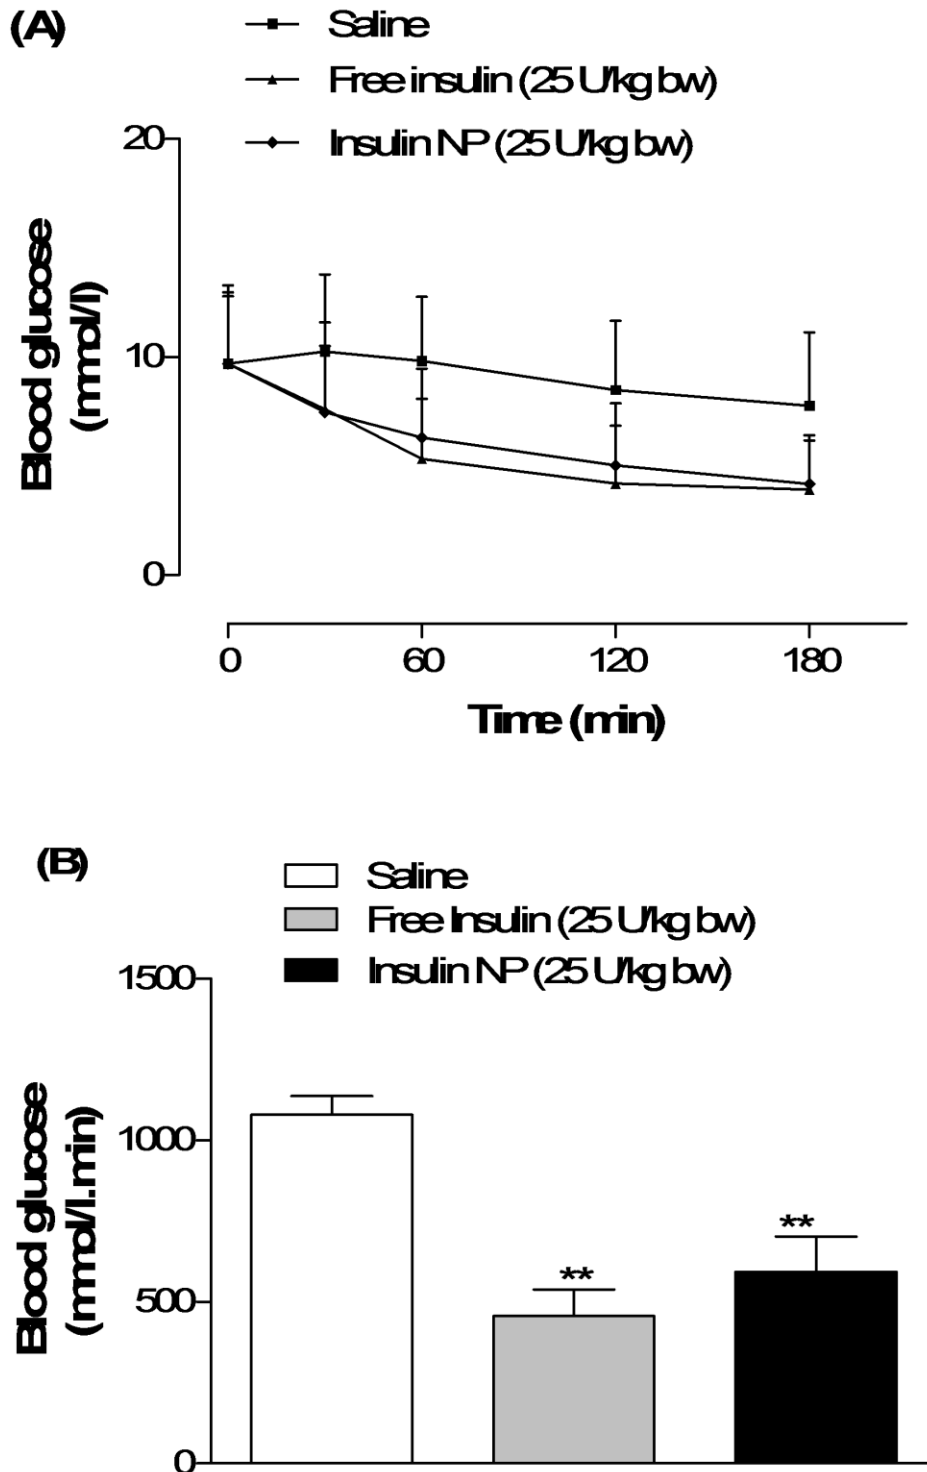 (A)
Saline
Free insulin (25 U/kg bw)
Insulin NP (25 U/kg bw)
20
10
0
Blood glucose
(mmol/l)
0 60 120 180
Time (min)
(B)
Saline
Free Insulin (25 U/kg bw)
Insulin NP (25 U/kg bw)
1500
1000
500
0
Blood glucose
(mmol/l.min)
**
**